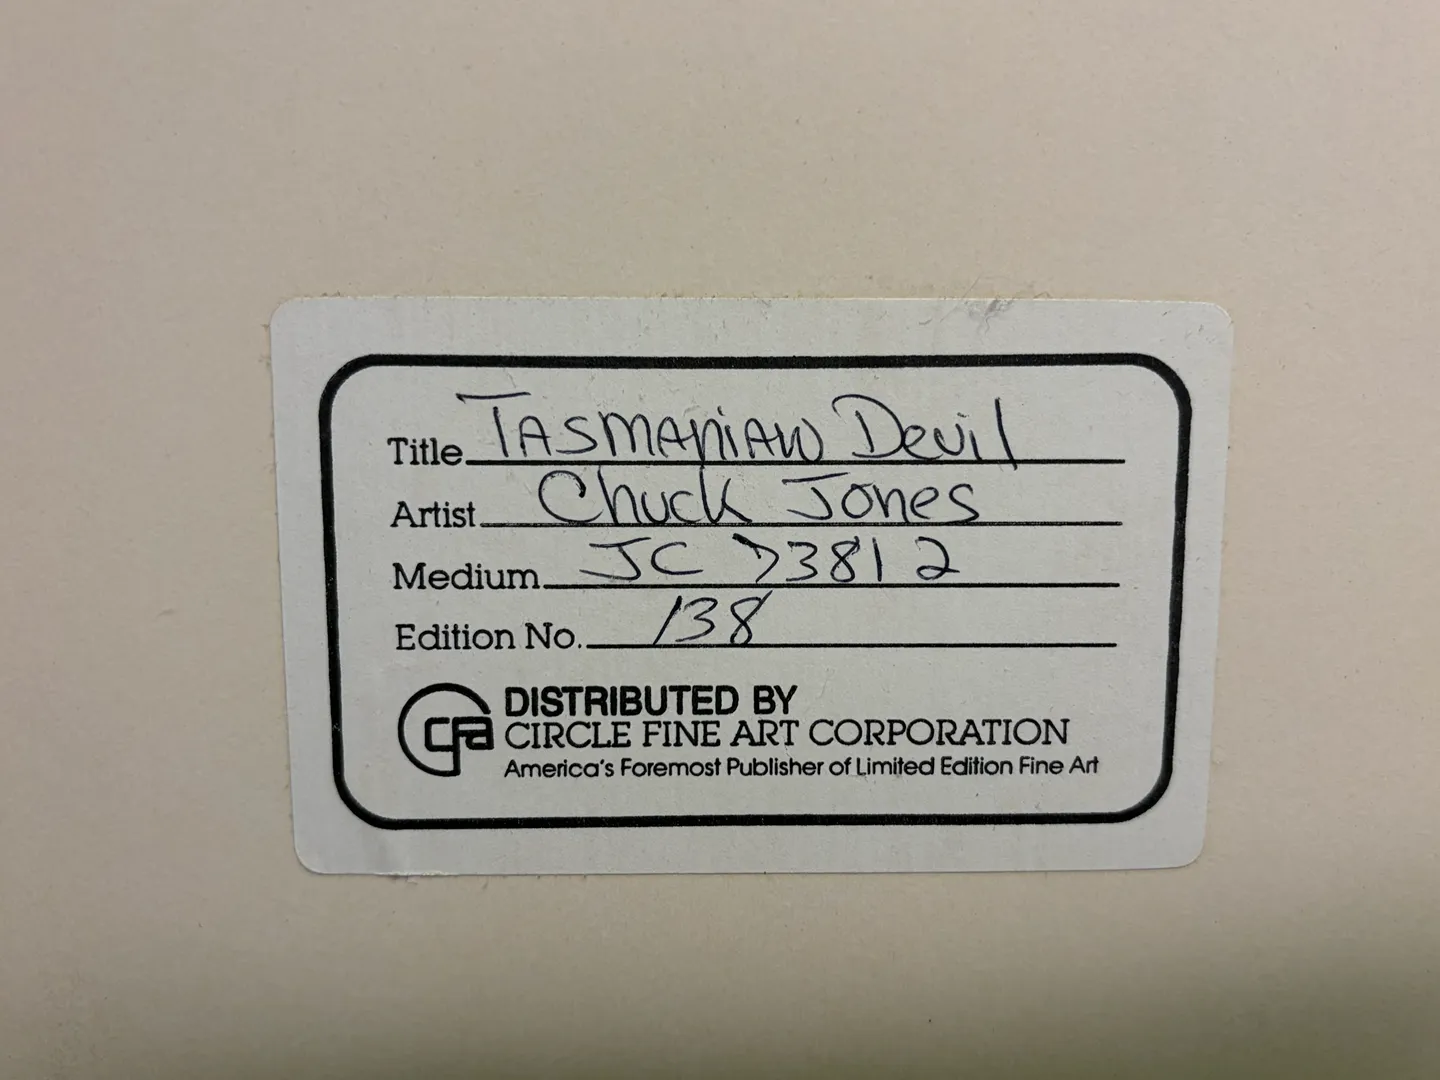 Title TASMANIAN Devil
Artist Chuck Jones
Medium JC 73812
Edition No. 138
cfa DISTRIBUTED BY
CIRCLE FINE ART CORPORATION
America's Foremost Publisher of Limited Edition Fine Art